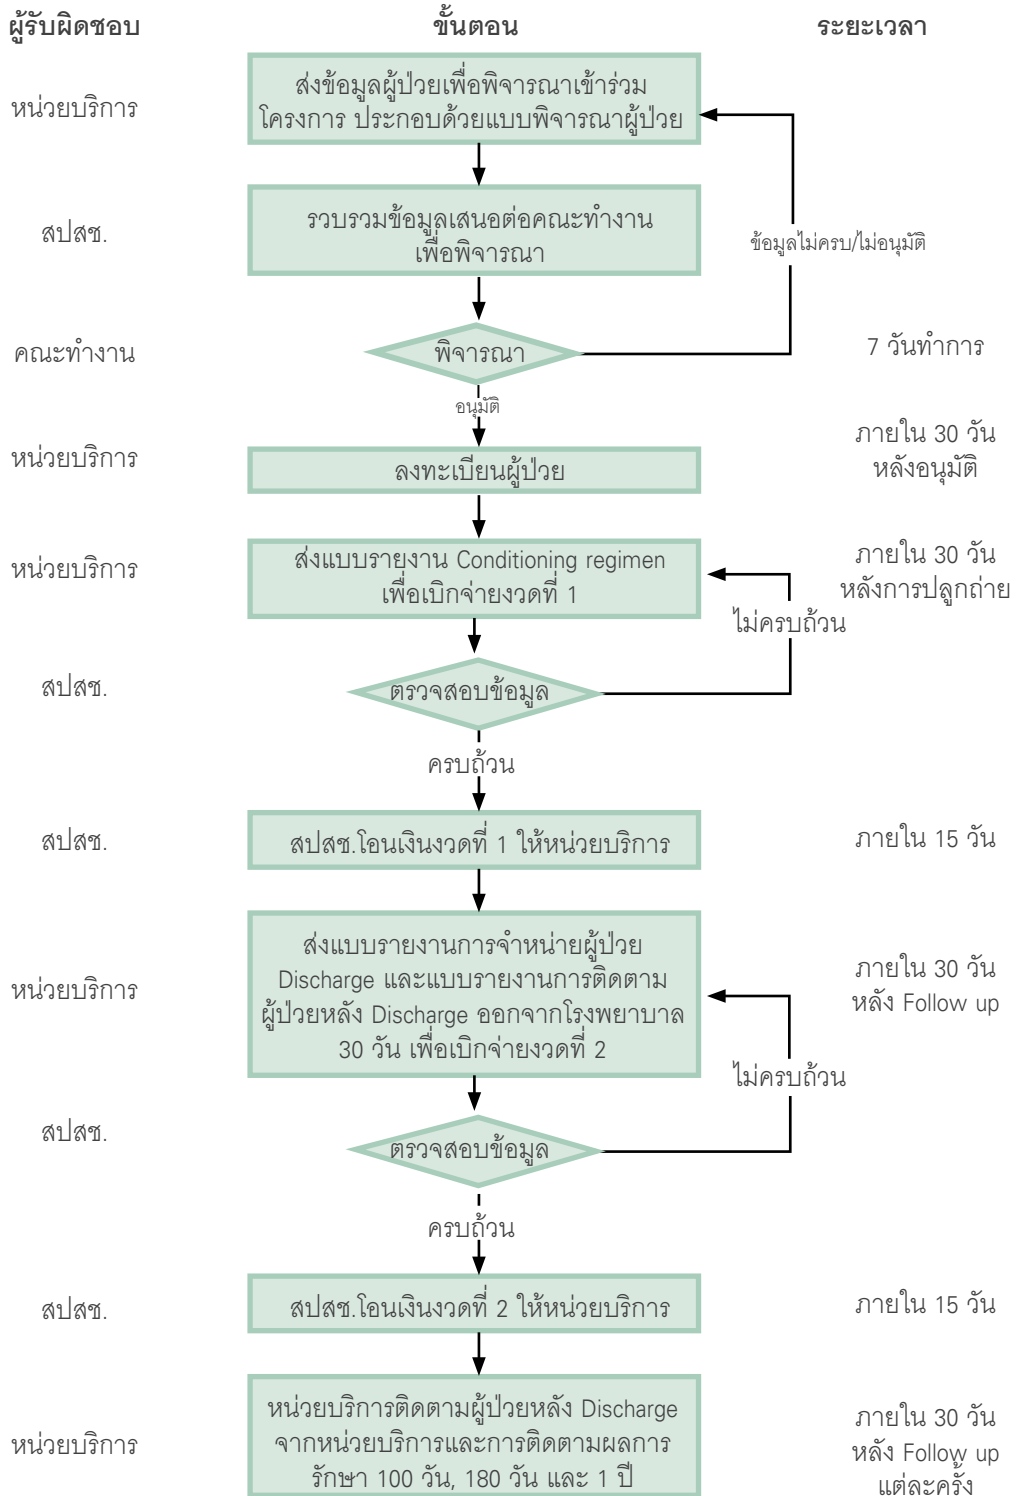 ผู้รับผิดชอบ ขั้นตอน ระยะเวลา
หน่วยบริการ
ส่งข้อมูลผู้ป่วยเพื่อพิจารณาเข้าร่วม
โครงการ ประกอบด้วยแบบพิจารณาผู้ป่วย
สปสช.
รวบรวมข้อมูลเสนอต่อคณะทำงาน
เพื่อพิจารณา
ข้อมูลไม่ครบ/ไม่อนุมัติ
คณะทำงาน
พิจารณา
7 วันทำการ
อนุมัติ
หน่วยบริการ
ลงทะเบียนผู้ป่วย
ภายใน 30 วัน
หลังอนุมัติ
หน่วยบริการ
ส่งแบบรายงาน Conditioning regimen
เพื่อเบิกจ่ายงวดที่ 1
ภายใน 30 วัน
หลังการปลูกถ่าย
ไม่ครบถ้วน
สปสช.
ตรวจสอบข้อมูล
ครบถ้วน
สปสช.
สปสช.โอนเงินงวดที่ 1 ให้หน่วยบริการ
ภายใน 15 วัน
หน่วยบริการ
ส่งแบบรายงานการจำหน่ายผู้ป่วย
Discharge และแบบรายงานการติดตาม
ผู้ป่วยหลัง Discharge ออกจากโรงพยาบาล
30 วัน เพื่อเบิกจ่ายงวดที่ 2
ภายใน 30 วัน
หลัง Follow up
ไม่ครบถ้วน
สปสช.
ตรวจสอบข้อมูล
ครบถ้วน
สปสช.
สปสช.โอนเงินงวดที่ 2 ให้หน่วยบริการ
ภายใน 15 วัน
หน่วยบริการ
หน่วยบริการติดตามผู้ป่วยหลัง Discharge
จากหน่วยบริการและการติดตามผลการ
รักษา 100 วัน, 180 วัน และ 1 ปี
ภายใน 30 วัน
หลัง Follow up
แต่ละครั้ง